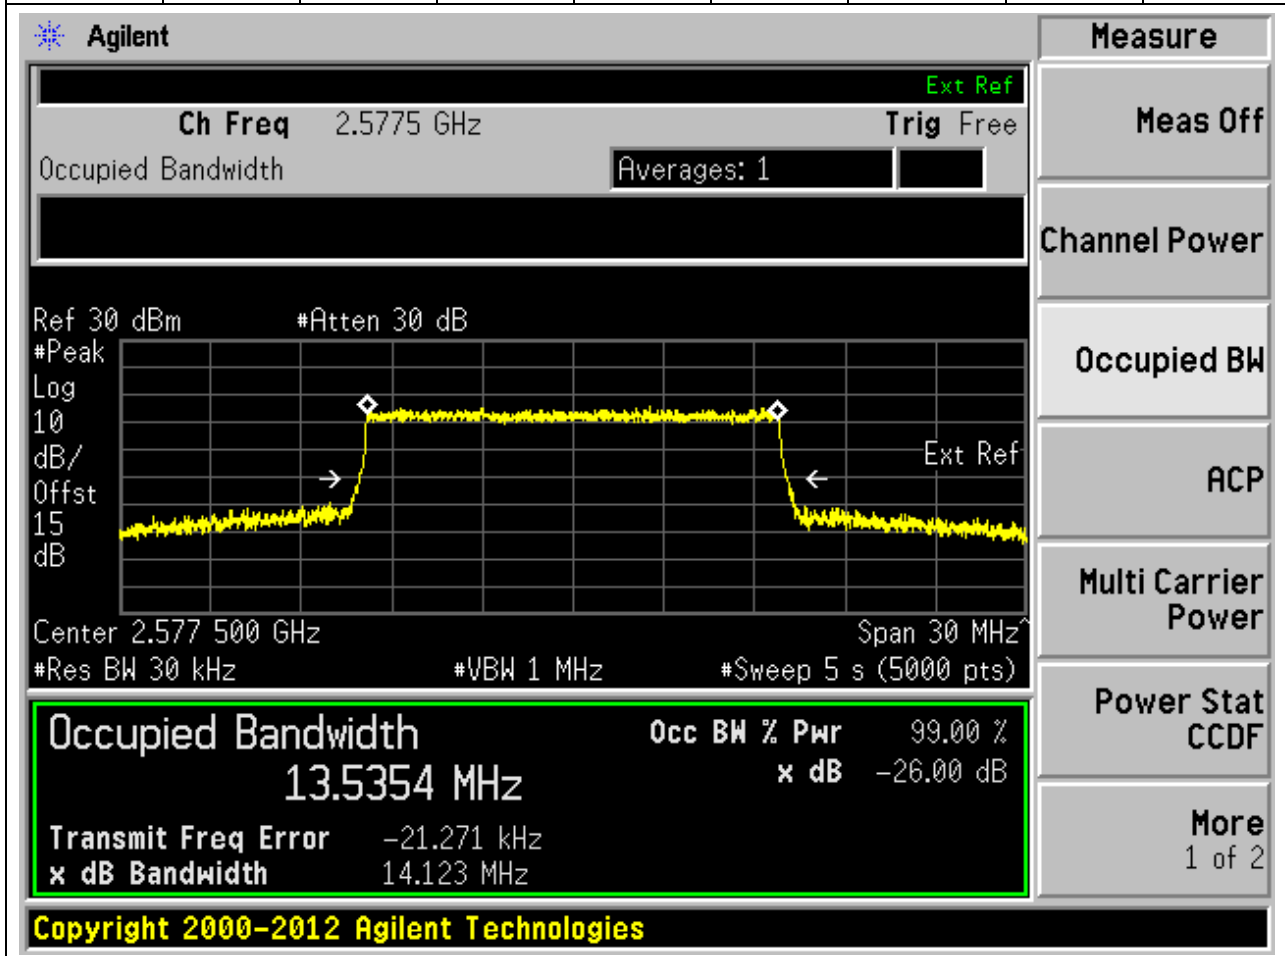 Agilent
Measure
Ext Ref
Ch Freq 2.5775 GHz Trig Free
Meas Off
Occupied Bandwidth Averages: 1
Channel Power
Ref 30 dBm #Atten 30 dB
#Peak
Log
10
dB/
Offst
15
dB
Ext Ref
Occupied BW
ACP
Center 2.577 500 GHz Span 30 MHz^
#Res BW 30 kHz #VBW 1 MHz #Sweep 5 s (5000 pts)
Multi Carrier
Power
Occupied Bandwidth Occ BW % Pwr 99.00 %
13.5354 MHz x dB -26.00 dB
Power Stat
CCDF
Transmit Freq Error -21.271 kHz
x dB Bandwidth 14.123 MHz
More
1 of 2
Copyright 2000-2012 Agilent Technologies